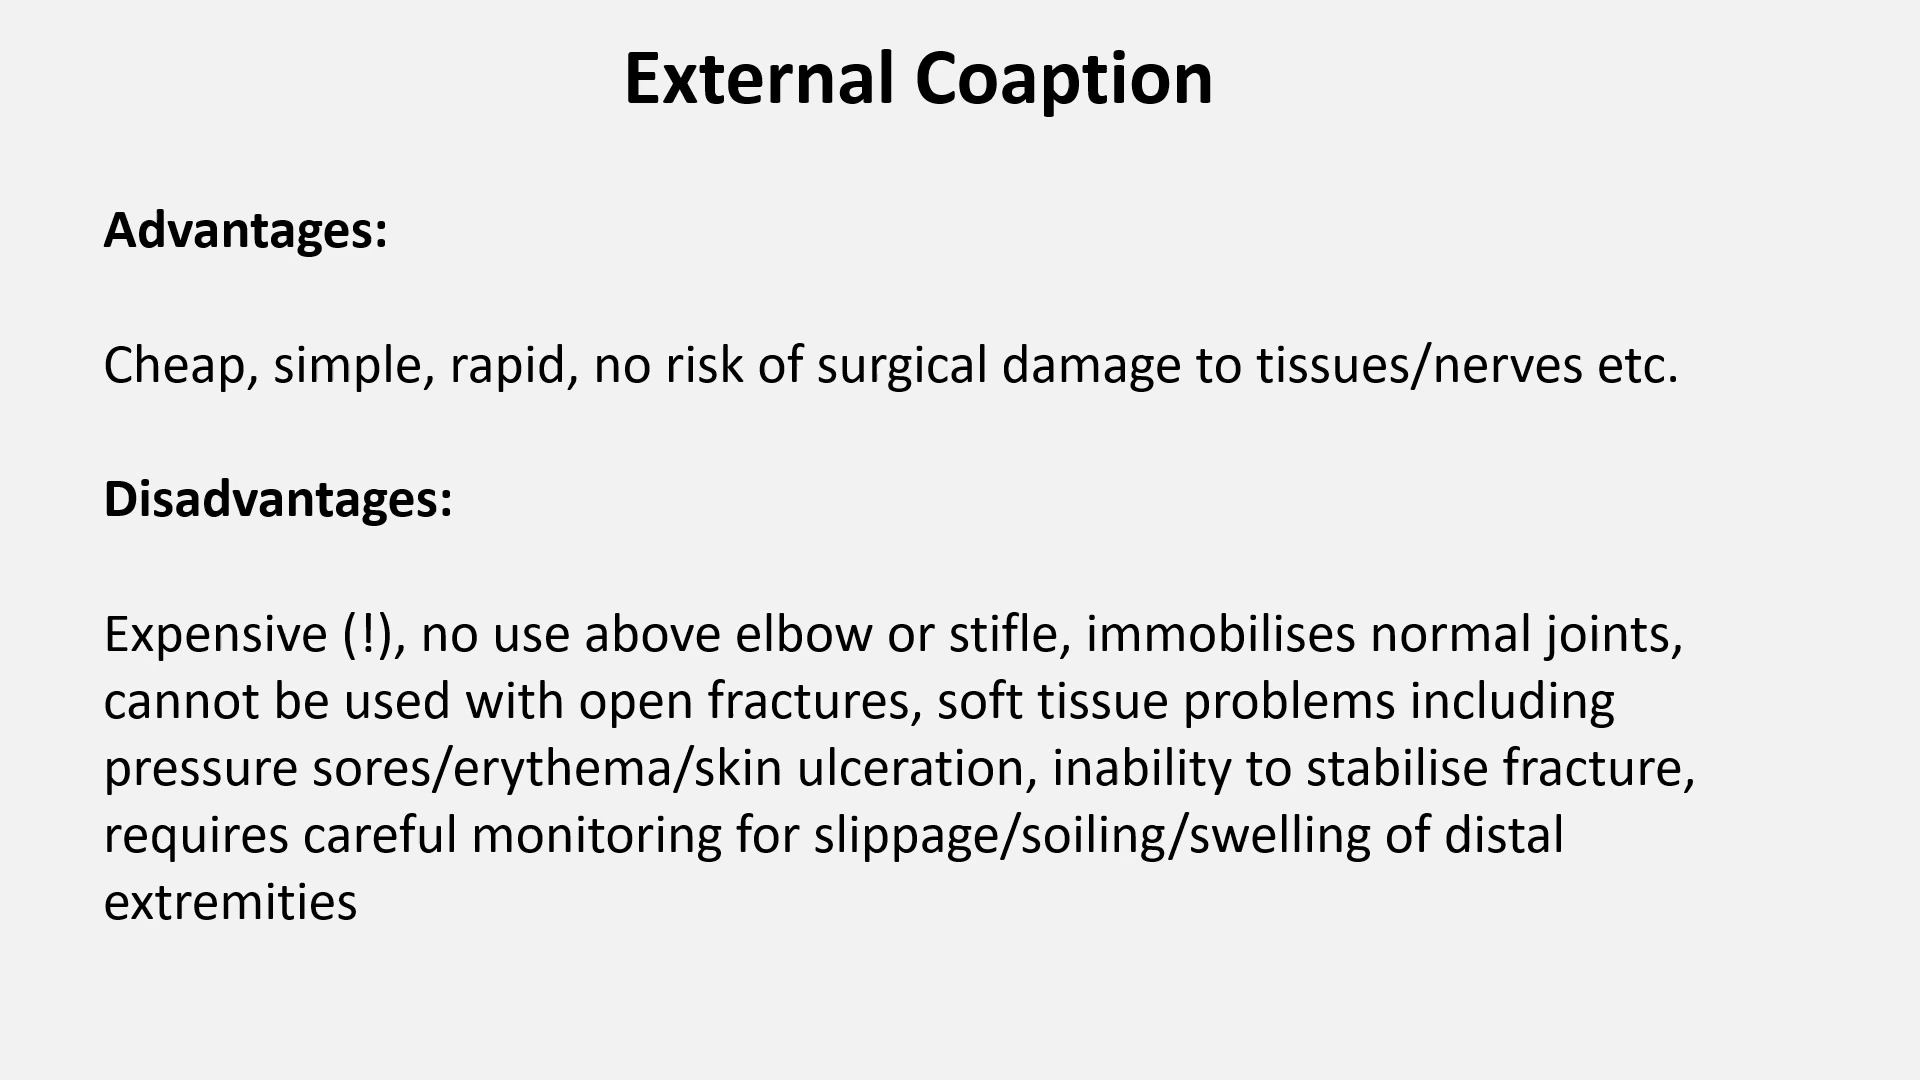 External Coaption
Advantages:
Cheap, simple, rapid, no risk of surgical damage to tissues/nerves etc.
Disadvantages:
Expensive (!), no use above elbow or stifle, immobilises normal joints,
cannot be used with open fractures, soft tissue problems including
pressure sores/erythema/skin ulceration, inability to stabilise fracture,
requires careful monitoring for slippage/soiling/swelling of distal
extremities